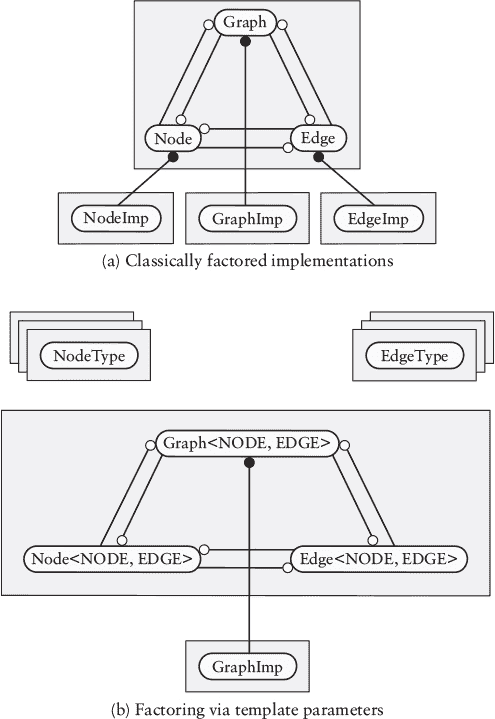 Graph
Node
Edge
NodeImp
GraphImp
EdgeImp
(a) Classically factored implementations
NodeType
EdgeType
Graph<NODE, EDGE>
Node<NODE, EDGE>
Edge<NODE, EDGE>
GraphImp
(b) Factoring via template parameters